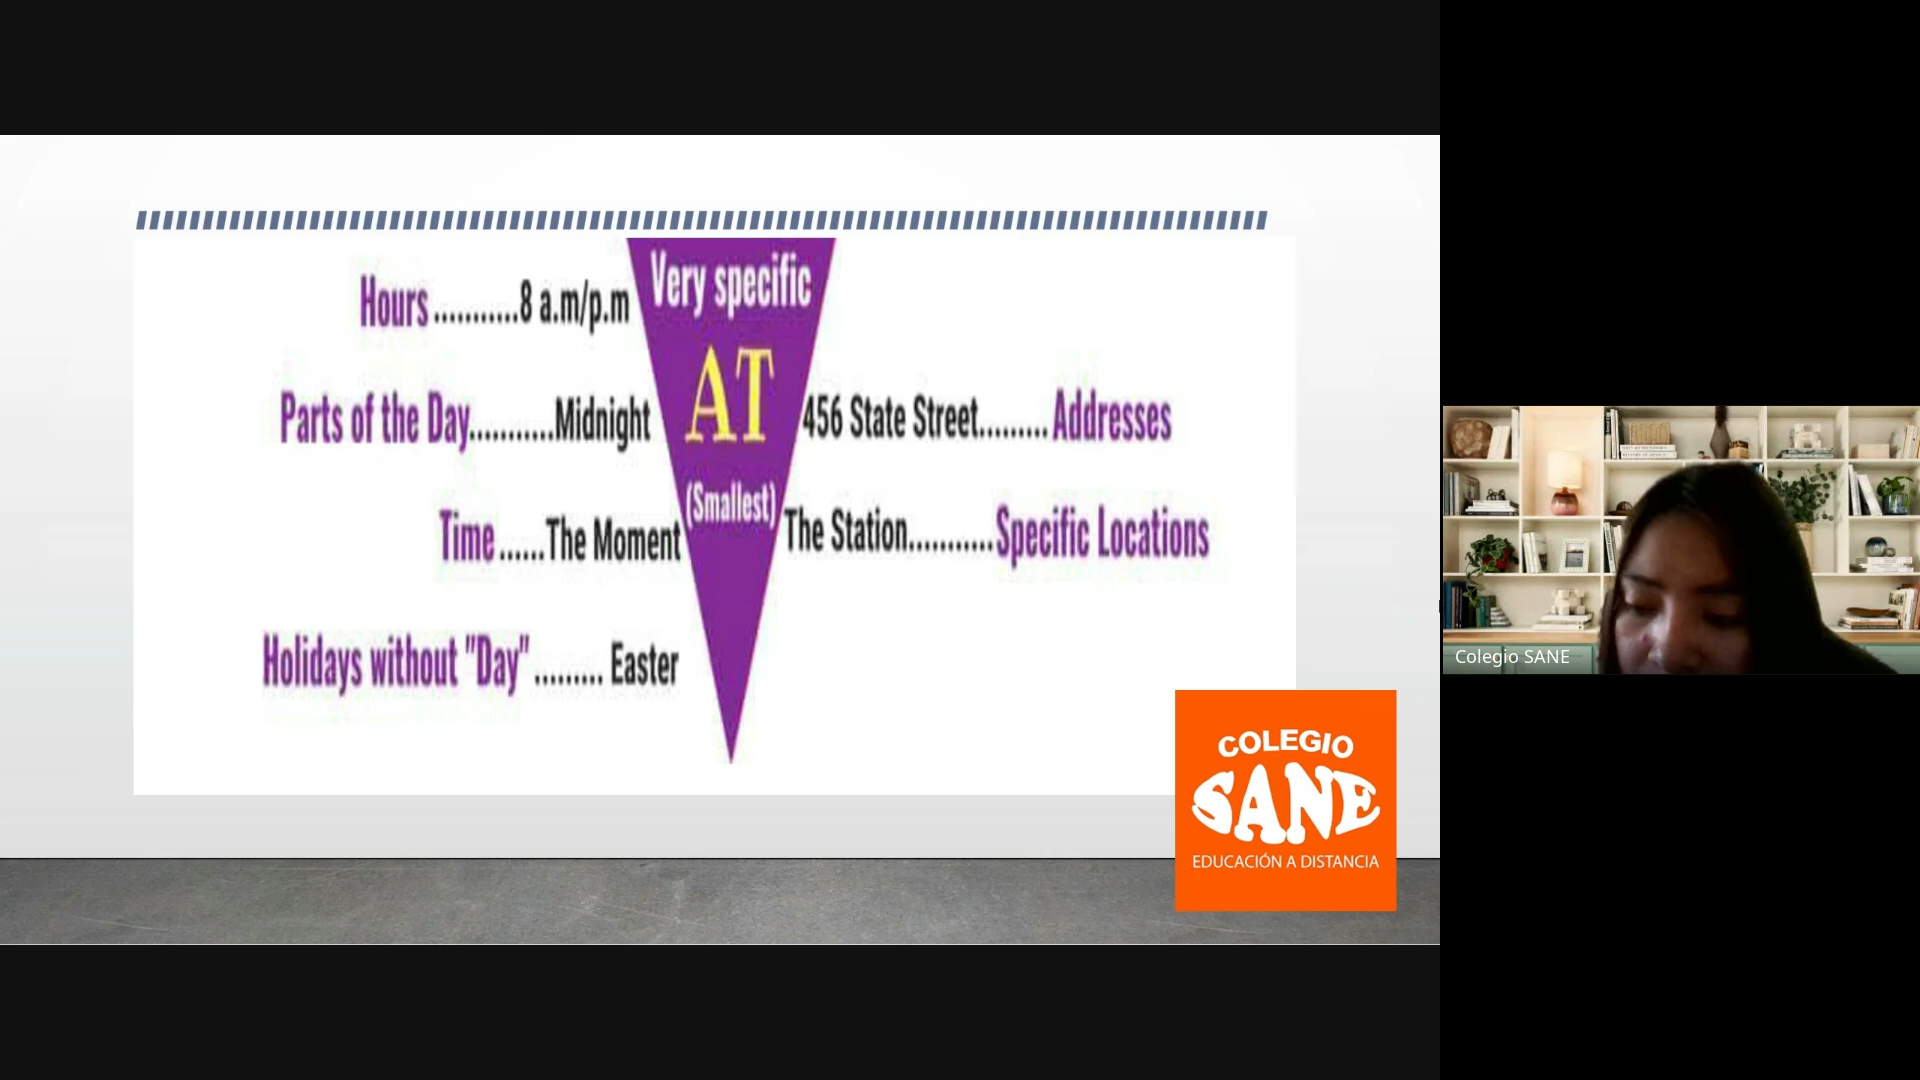 Very specific
Hours ...........8 a.m/p.m
AT
Parts of the Day...........Midnight
456 State Street.........Addresses
(Smallest)
Time ......The Moment
The Station...........Specific Locations
Holidays without "Day" ......... Easter
COLEGIO
SANE
EDUCACIÓN A DISTANCIA
Colegio SANE